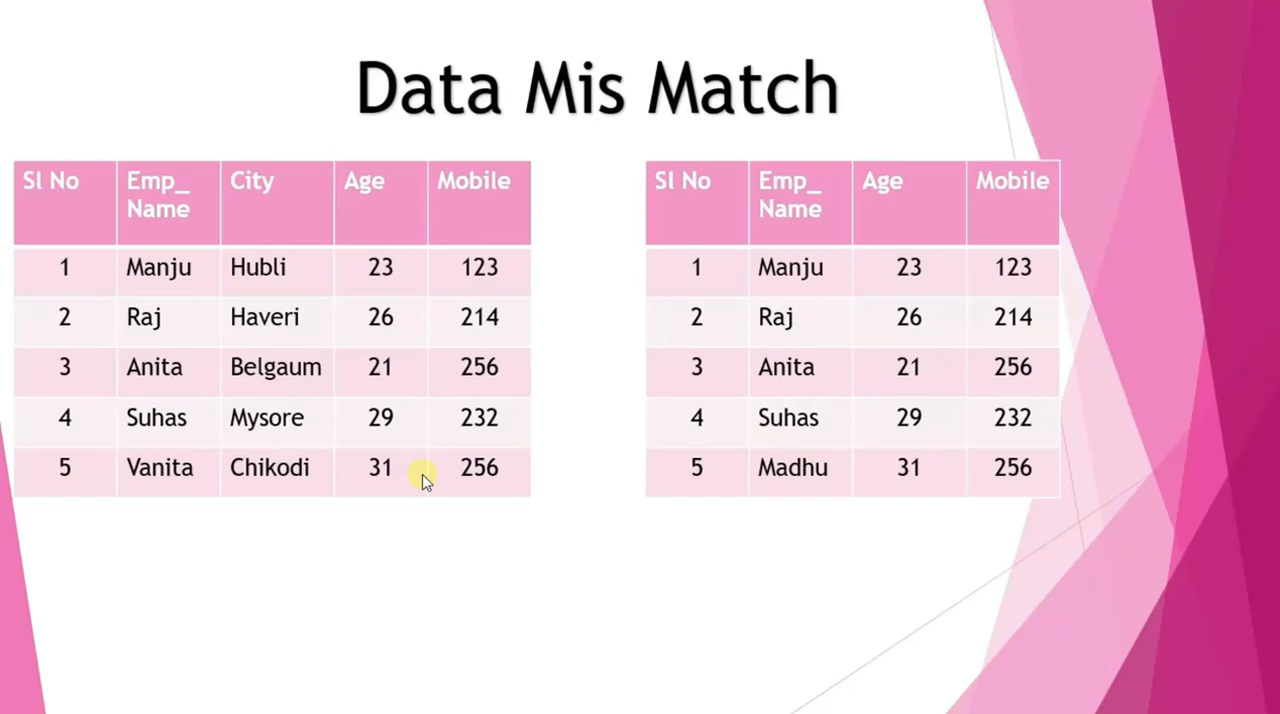 Data Mis Match
Sl No Emp_ City Age Mobile
Name
1 Manju Hubli 23 123
2 Raj Haveri 26 214
3 Anita Belgaum 21 256
4 Suhas Mysore 29 232
5 Vanita Chikodi 31 256
Sl No Emp_ Age Mobile
Name
1 Manju 23 123
2 Raj 26 214
3 Anita 21 256
4 Suhas 29 232
5 Madhu 31 256